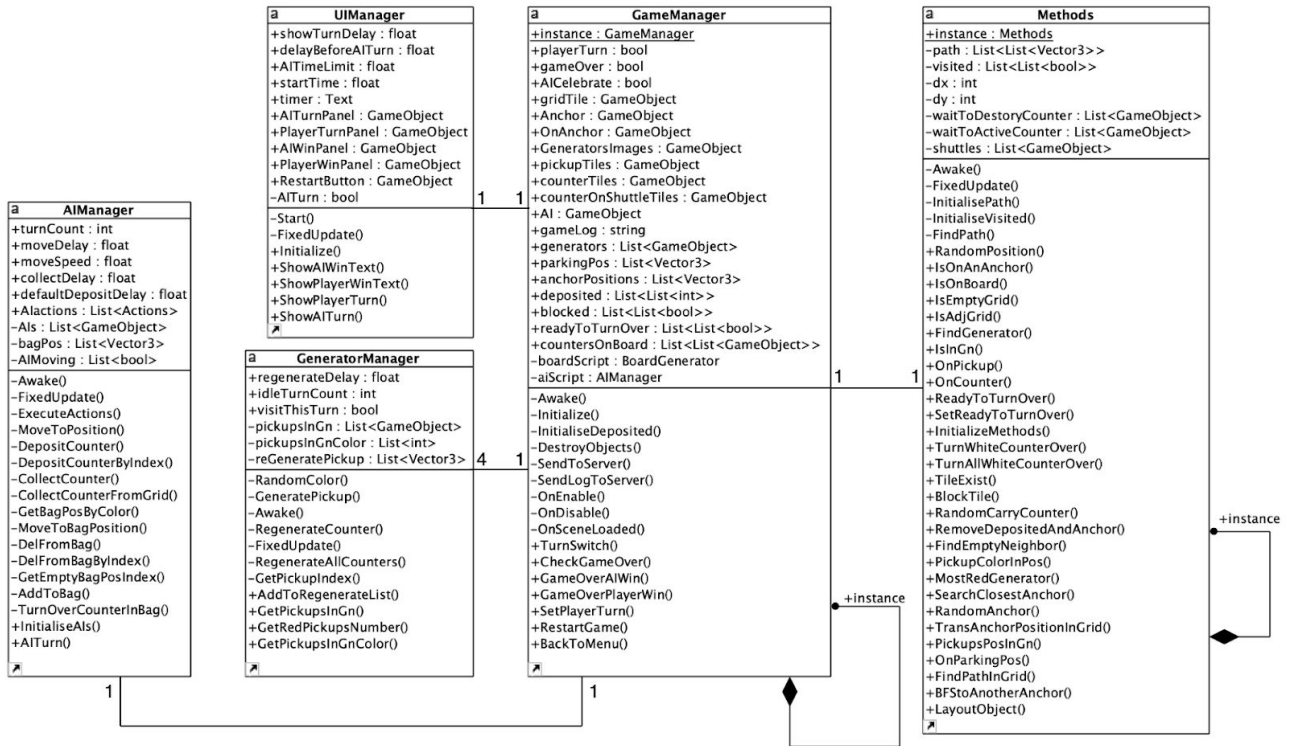 a
UIManager
+showTurnDelay : float
+delayBeforeAITurn : float
+AITimeLimit : float
+startTime : float
+timer : Text
+AITurnPanel : GameObject
+PlayerTurnPanel : GameObject
+AIWinPanel : GameObject
+PlayerWinPanel : GameObject
+RestartButton : GameObject
-AITurn : bool
-Start()
-FixedUpdate()
+Initialize()
+ShowAIWinText()
+ShowPlayerWinText()
+ShowPlayerTurn()
+ShowAITurn()
1
1
a
GameManager
+instance : GameManager
+playerTurn : bool
+gameOver : bool
+AICelebrate : bool
+gridTile : GameObject
+Anchor : GameObject
+OnAnchor : GameObject
+GeneratorsImages : GameObject
+pickupTiles : GameObject
+counterTiles : GameObject
+counterOnShuttleTiles : GameObject
+AI : GameObject
+gameLog : string
+generators : List<GameObject>
+parkingPos : List<Vector3>
+anchorPositions : List<Vector3>
+deposited : List<List<int>>
+blocked : List<List<bool>>
+readyToTurnOver : List<List<bool>>
+countersOnBoard : List<List<GameObject>>
-boardScript : BoardGenerator
-aiScript : AIManager
-Awake()
-Initialize()
-InitialiseDeposited()
-DestroyObjects()
-SendToServer()
-SendLogToServer()
-OnEnable()
-OnDisable()
-OnSceneLoaded()
+TurnSwitch()
+CheckGameOver()
+GameOverAIWin()
+GameOverPlayerWin()
+SetPlayerTurn()
+RestartGame()
+BackToMenu()
+instance
1
1
a
Methods
+instance : Methods
-path : List<List<Vector3>>
-visited : List<List<bool>>
-dx : int
-dy : int
-waitToDestoryCounter : List<GameObject>
-waitToActiveCounter : List<GameObject>
-shuttles : List<GameObject>
-Awake()
-FixedUpdate()
-InitialisePath()
-InitialiseVisited()
-FindPath()
+RandomPosition()
+IsOnAnAnchor()
+IsOnBoard()
+IsEmptyGrid()
+IsAdjGrid()
+FindGenerator()
+IsInGn()
+OnPickup()
+OnCounter()
+ReadyToTurnOver()
+SetReadyToTurnOver()
+InitializeMethods()
+TurnWhiteCounterOver()
+TurnAllWhiteCounterOver()
+TileExist()
+BlockTile()
+RandomCarryCounter()
+RemoveDepositedAndAnchor()
+FindEmptyNeighbor()
+PickupColorInPos()
+MostRedGenerator()
+SearchClosestAnchor()
+RandomAnchor()
+TransAnchorPositionInGrid()
+PickupsPosInGn()
+OnParkingPos()
+FindPathInGrid()
+BFStoAnotherAnchor()
+LayoutObject()
+instance
a
AIManager
+turnCount : int
+moveDelay : float
+moveSpeed : float
+collectDelay : float
+defaultDepositDelay : float
+AIactions : List<Actions>
-AIs : List<GameObject>
-bagPos : List<Vector3>
-AIMoving : List<bool>
-Awake()
-FixedUpdate()
-ExecuteActions()
-MoveToPosition()
-DepositCounter()
-DepositCounterByIndex()
-CollectCounter()
-CollectCounterFromGrid()
-GetBagPosByColor()
-MoveToBagPosition()
-DelFromBag()
-DelFromBagByIndex()
-GetEmptyBagPosIndex()
-AddToBag()
-TurnOverCounterInBag()
+InitialiseAIs()
+AITurn()
1
1
a
GeneratorManager
+regenerateDelay : float
+idleTurnCount : int
+visitThisTurn : bool
-pickupsInGn : List<GameObject>
-pickupsInGnColor : List<int>
-reGeneratePickup : List<Vector3>
-RandomColor()
-GeneratePickup()
-Awake()
-RegenerateCounter()
-FixedUpdate()
-RegenerateAllCounters()
-GetPickupIndex()
+AddToRegenerateList()
+GetPickupsInGn()
+GetRedPickupsNumber()
+GetPickupsInGnColor()
4
1